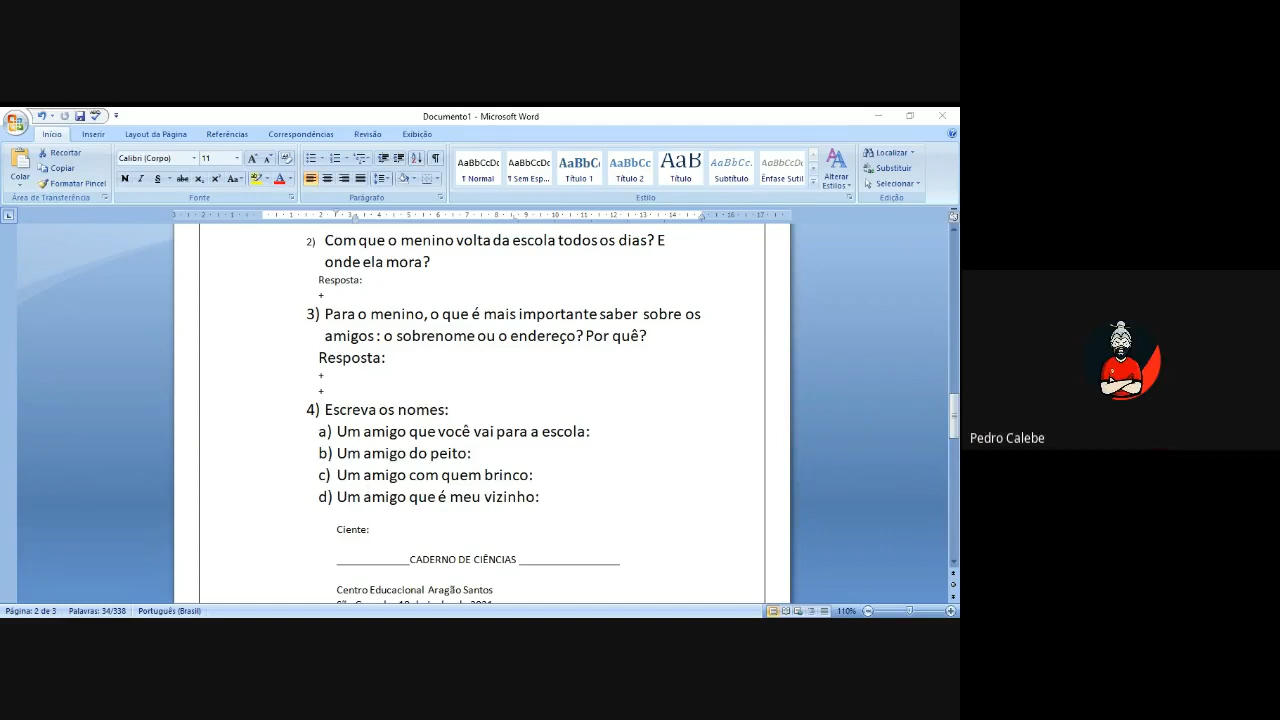 Documento1 - Microsoft Word
Início Inserir Layout da Página Referências Correspondências Revisão Exibição
Colar
Recortar
Copiar
Formatar Pincel
Área de Transferência
Calibri (Corpo) 11
Fonte
Parágrafo
AaBbCcDc AaBbCcDc AaBbC AaBbCc AaB AaBbCc. AaBbCcDc
¶ Normal ¶ Sem Esp... Título 1 Título 2 Título Subtítulo Ênfase Sutil
Alterar Estilos
Estilo
Localizar
Substituir
Selecionar
Edição
2) Com que o menino volta da escola todos os dias? E
onde ela mora?
Resposta:
+
3) Para o menino, o que é mais importante saber sobre os
amigos : o sobrenome ou o endereço? Por quê?
Resposta:
+
+
4) Escreva os nomes:
a) Um amigo que você vai para a escola:
b) Um amigo do peito:
c) Um amigo com quem brinco:
d) Um amigo que é meu vizinho:
Ciente:
______________CADERNO DE CIÊNCIAS ____________________
Centro Educacional Aragão Santos
Página: 2 de 3 Palavras: 34/338 Português (Brasil) 110%
Pedro Calebe